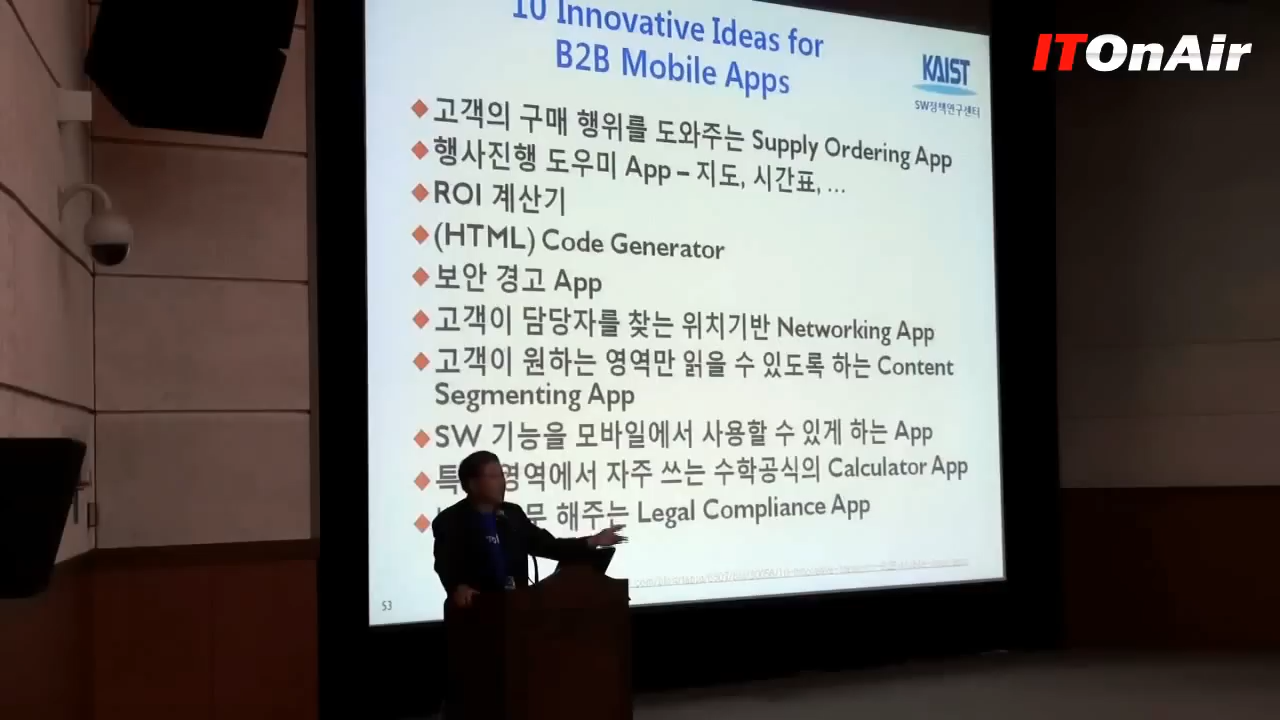 ITOnAir
10 Innovative Ideas for
B2B Mobile Apps
KAIST
SW정책연구센터
고객의 구매 행위를 도와주는 Supply Ordering App
행사진행 도우미 App – 지도, 시간표, ...
ROI 계산기
(HTML) Code Generator
보안 경고 App
고객이 담당자를 찾는 위치기반 Networking App
고객이 원하는 영역만 읽을 수 있도록 하는 Content
Segmenting App
SW 기능을 모바일에서 사용할 수 있게 하는 App
영역에서 자주 쓰는 수학공식의 Calculator App
해주는 Legal Compliance App
53